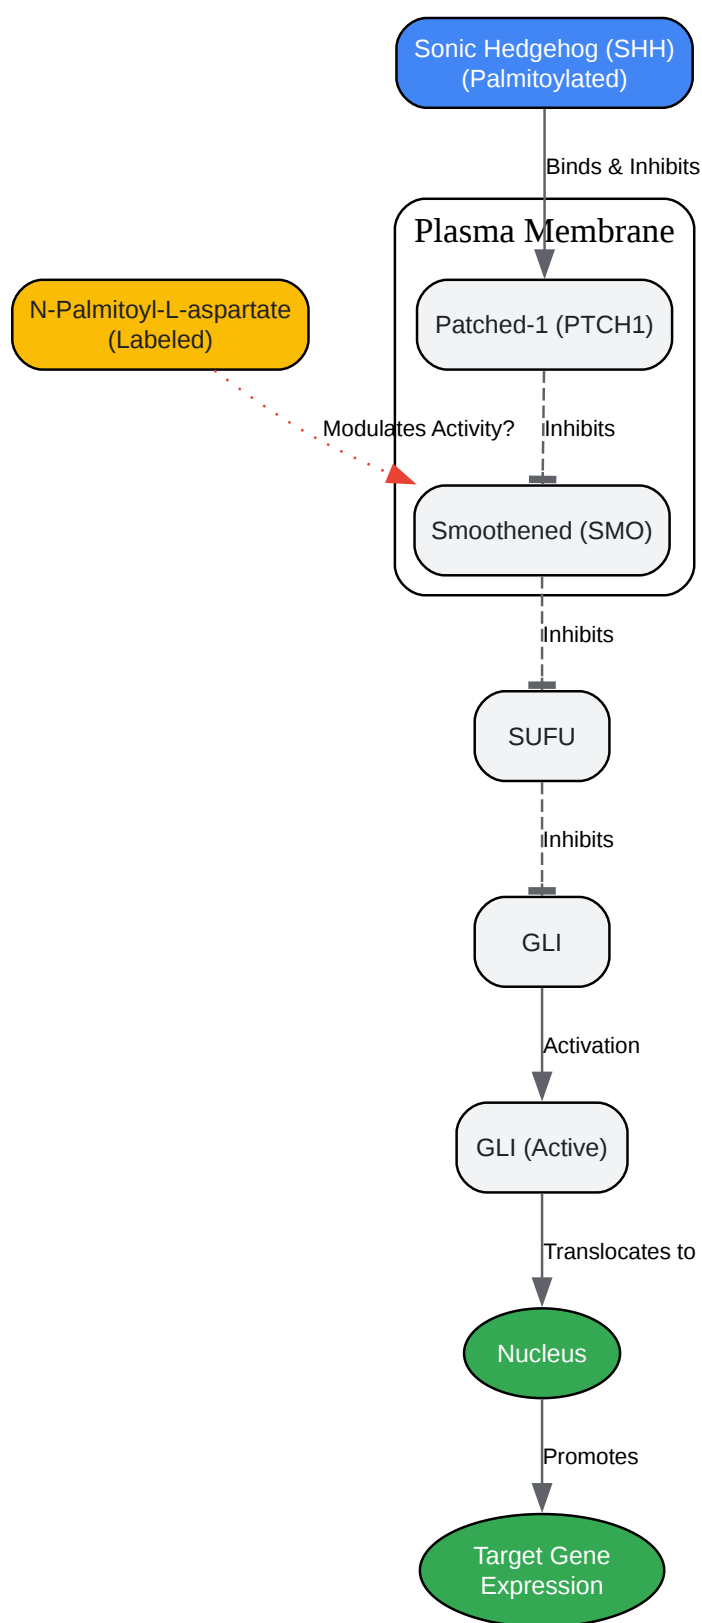 Sonic Hedgehog (SHH)
(Palmitoylated)
Binds & Inhibits
Plasma Membrane
N-Palmitoyl-L-aspartate
(Labeled)
Patched-1 (PTCH1)
Modulates Activity?
Inhibits
Smoothened (SMO)
Inhibits
SUFU
Inhibits
GLI
Activation
GLI (Active)
Translocates to
Nucleus
Promotes
Target Gene
Expression